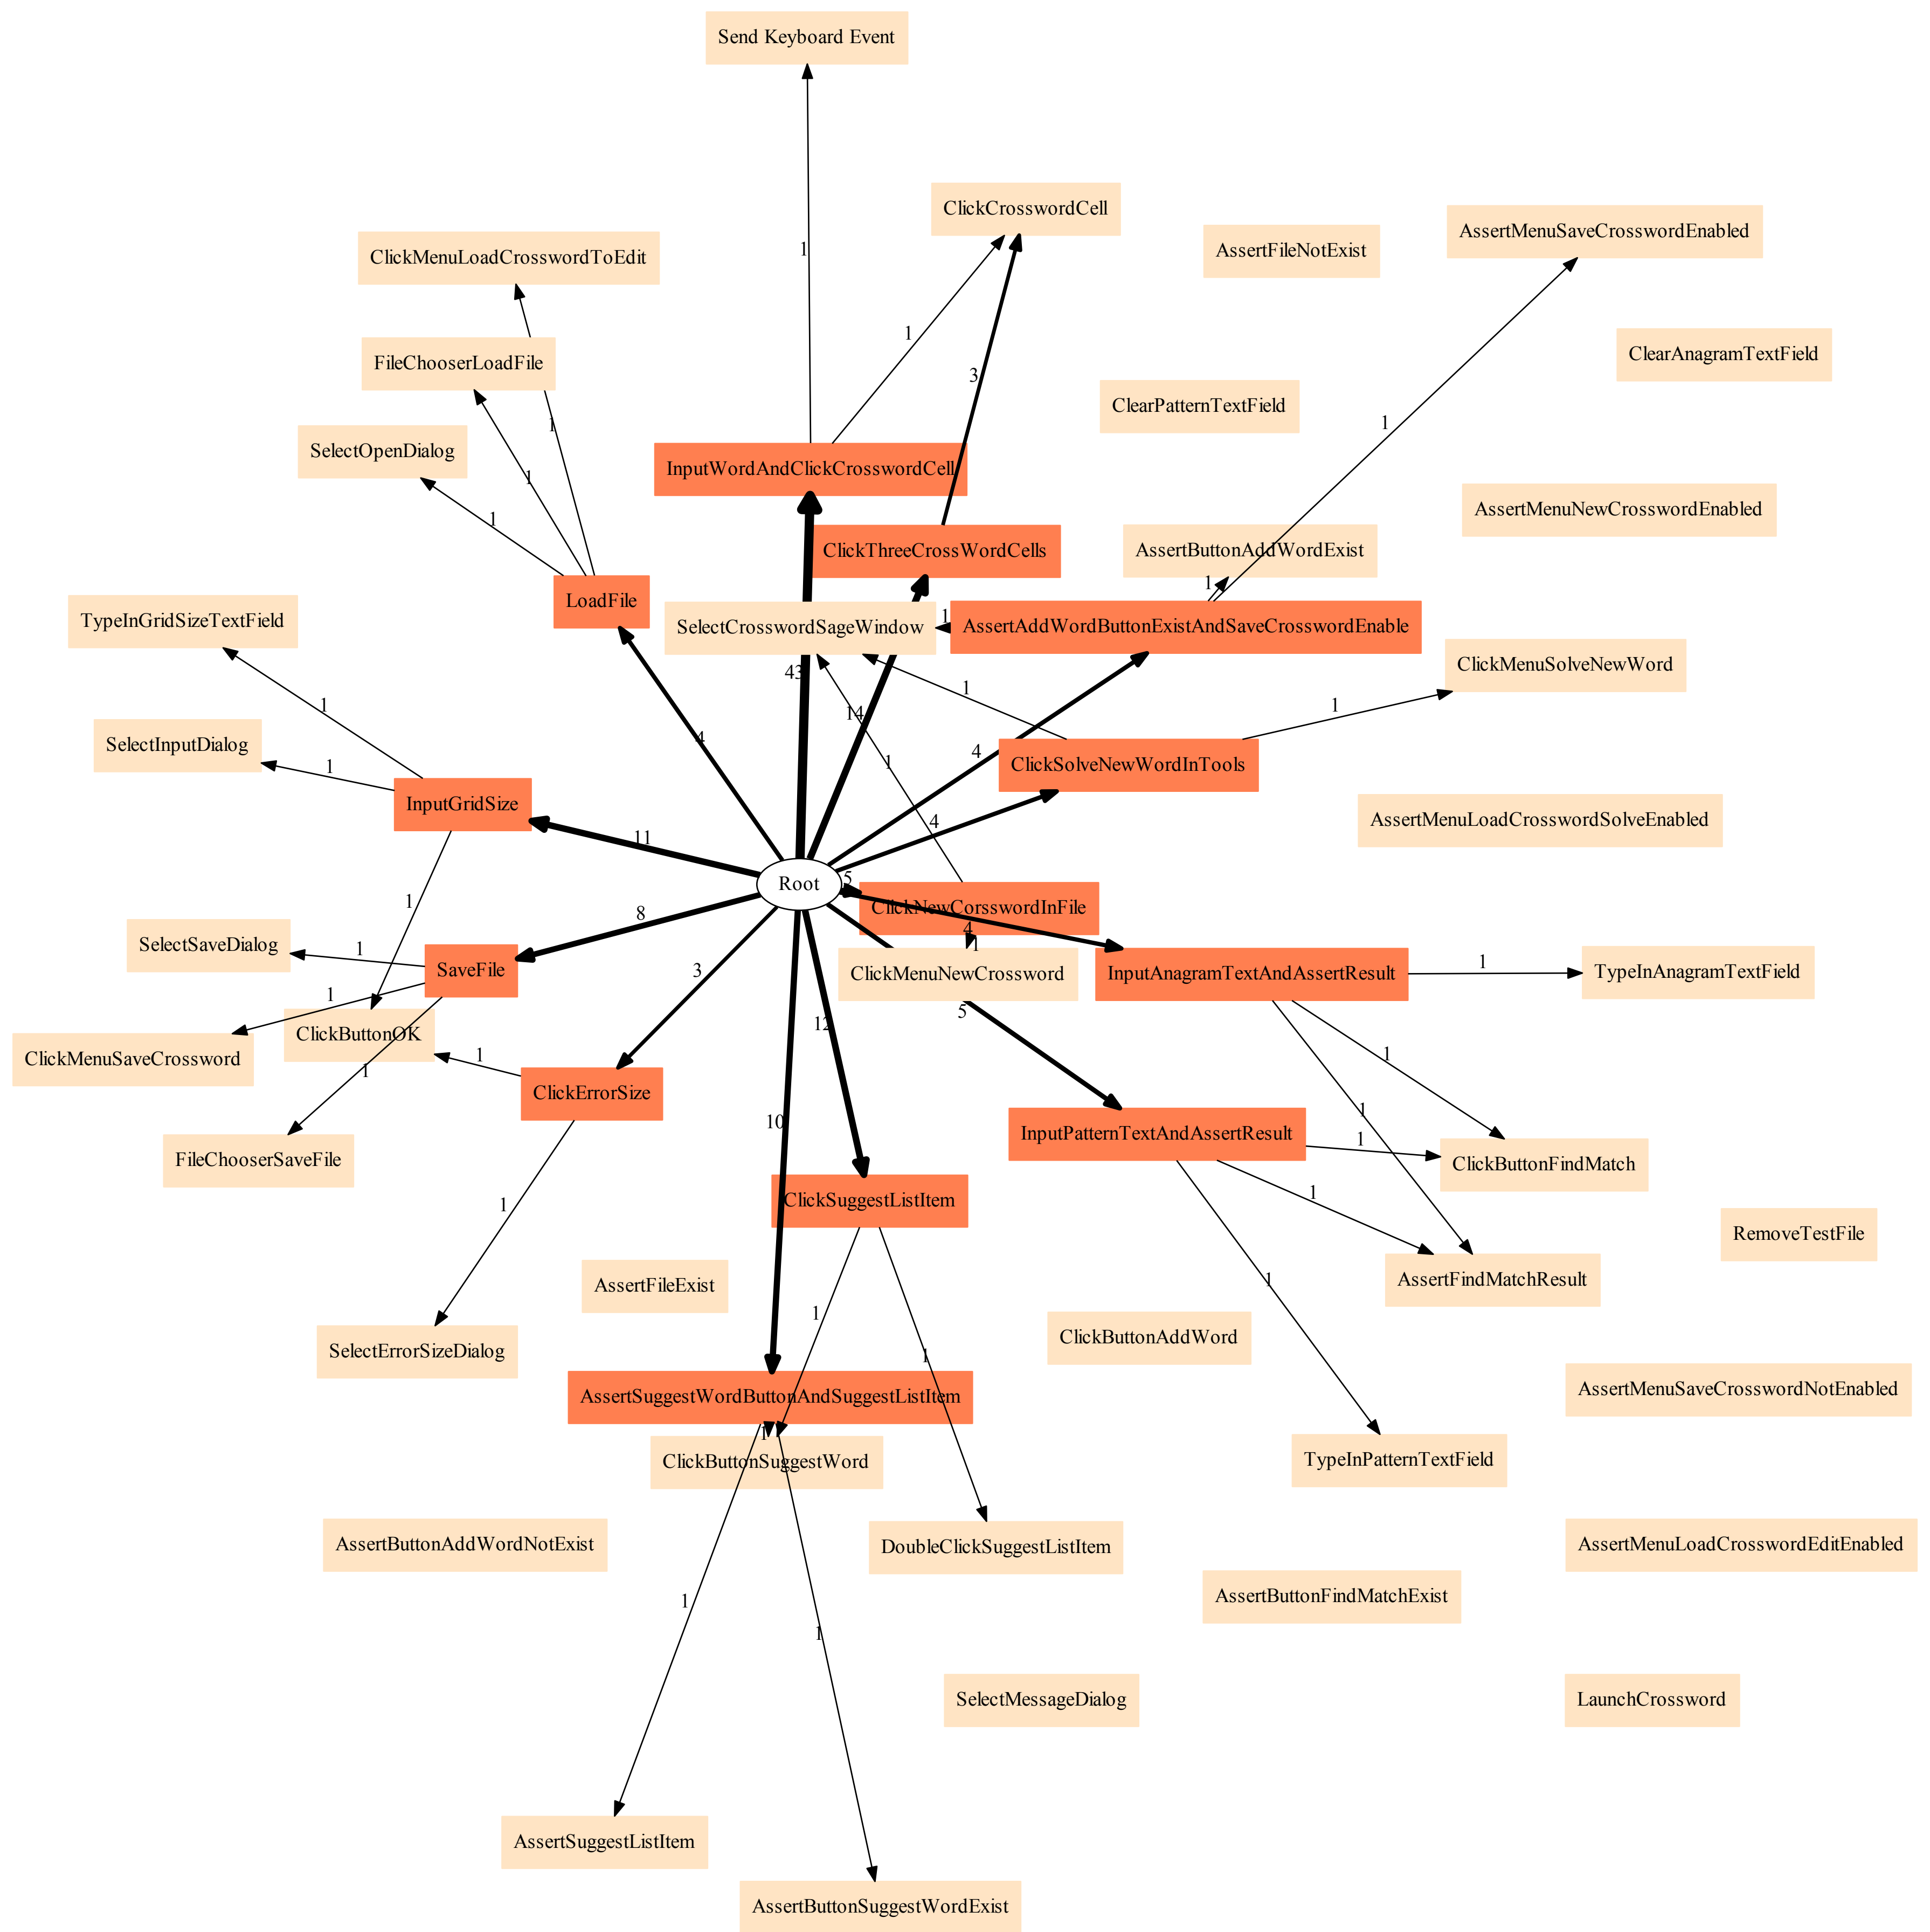 Send Keyboard Event
ClickCrosswordCell
AssertMenuSaveCrosswordEnabled
AssertFileNotExist
ClickMenuLoadCrosswordToEdit
1
1
ClearAnagramTextField
FileChooserLoadFile
3
ClearPatternTextField
1
1
SelectOpenDialog
InputWordAndClickCrosswordCell
1
AssertMenuNewCrosswordEnabled
1
ClickThreeCrossWordCells
AssertButtonAddWordExist
1
LoadFile
1
TypeInGridSizeTextField
SelectCrosswordSageWindow
AssertAddWordButtonExistAndSaveCrosswordEnable
ClickMenuSolveNewWord
43
1
1
1
14
4
4
SelectInputDialog
1
1
ClickSolveNewWordInTools
InputGridSize
AssertMenuLoadCrosswordSolveEnabled
4
11
5
Root
1
8
ClickNewCorsswordInFile
4
SelectSaveDialog
1
1
SaveFile
3
ClickMenuNewCrossword
InputAnagramTextAndAssertResult
1
TypeInAnagramTextField
1
5
12
ClickButtonOK
ClickMenuSaveCrossword
1
1
1
ClickErrorSize
1
10
InputPatternTextAndAssertResult
1
FileChooserSaveFile
ClickButtonFindMatch
1
1
ClickSuggestListItem
RemoveTestFile
AssertFileExist
AssertFindMatchResult
1
1
ClickButtonAddWord
SelectErrorSizeDialog
1
AssertSuggestWordButtonAndSuggestListItem
AssertMenuSaveCrosswordNotEnabled
1
ClickButtonSuggestWord
TypeInPatternTextField
AssertButtonAddWordNotExist
DoubleClickSuggestListItem
AssertMenuLoadCrosswordEditEnabled
AssertButtonFindMatchExist
1
1
SelectMessageDialog
LaunchCrossword
AssertSuggestListItem
AssertButtonSuggestWordExist